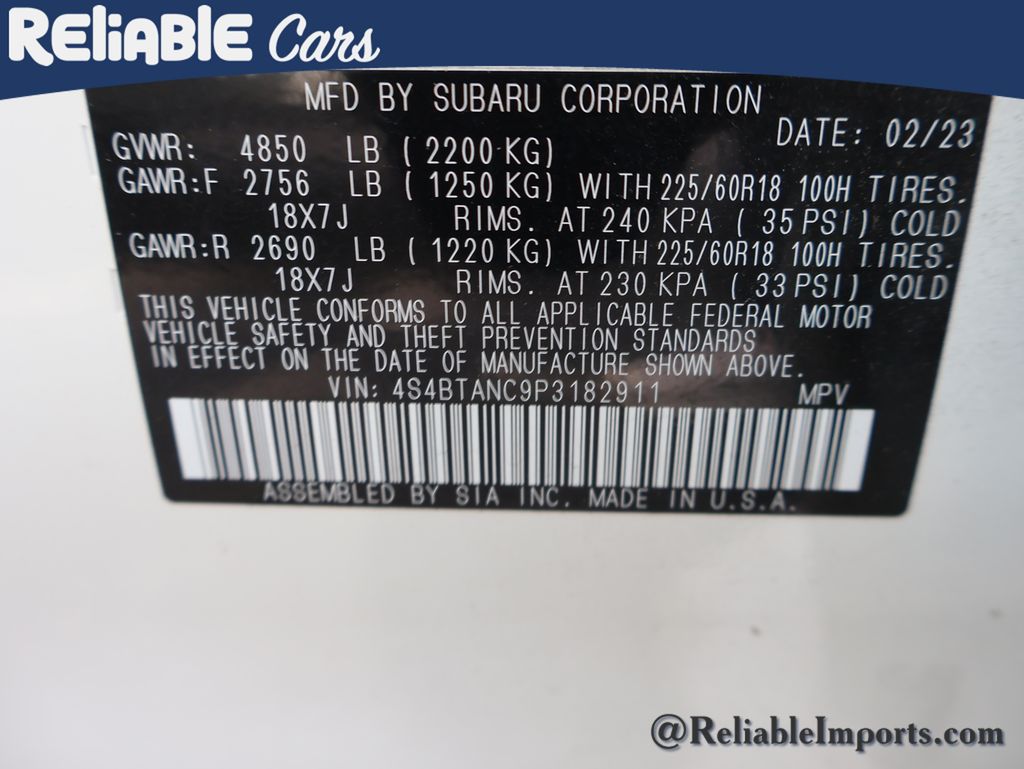 ReLiaBLe Cars
MFD BY SUBARU CORPORATION
DATE: 02/23
GVWR: 4850 LB ( 2200 KG)
GAWR:F 2756 LB ( 1250 KG) WITH 225/60R18 100H TIRES.
18X7J RIMS. AT 240 KPA ( 35 PSI) COLD
GAWR:R 2690 LB ( 1220 KG) WITH 225/60R18 100H TIRES.
18X7J RIMS. AT 230 KPA ( 33 PSI) COLD
THIS VEHICLE CONFORMS TO ALL APPLICABLE FEDERAL MOTOR
VEHICLE SAFETY AND THEFT PREVENTION STANDARDS
IN EFFECT ON THE DATE OF MANUFACTURE SHOWN ABOVE.
VIN: 4S4BTANC9P3182911 MPV
ASSEMBLED BY SIA INC. MADE IN U.S.A.
@ReliableImports.com